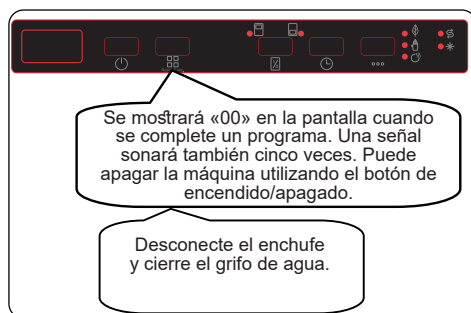 Se mostrará «00» en la pantalla cuando
se complete un programa. Una señal
sonará también cinco veces. Puede
apagar la máquina utilizando el botón de
encendido/apagado.
Desconecte el enchufe
y cierre el grifo de agua.